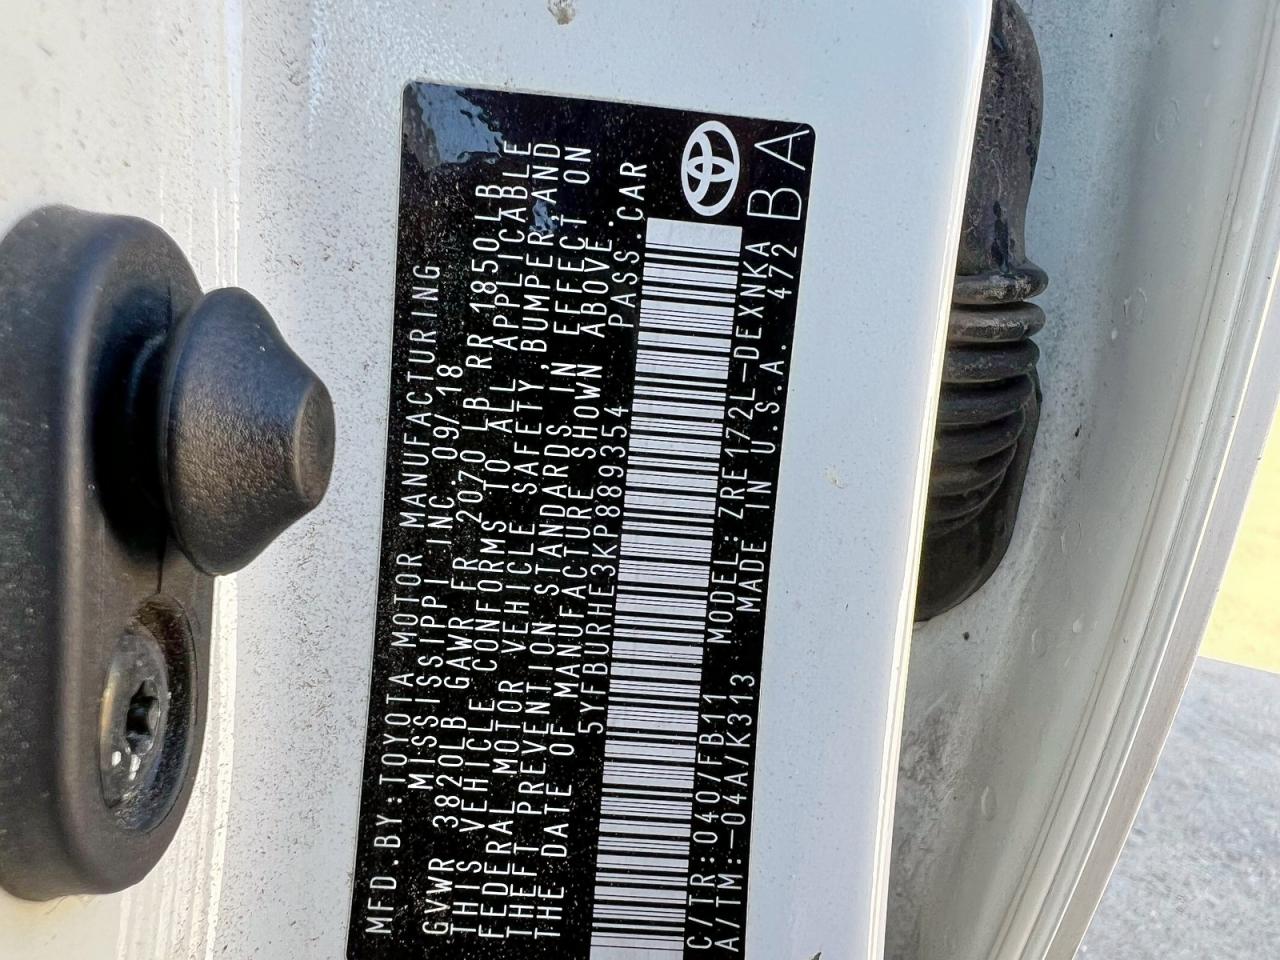 MFD.BY:TOYOTA MOTOR MANUFACTURING
MISSISSIPPI INC 09/18
GVWR 3820LB GAWR FR 2070 LB RR 1850 LB
THIS VEHICLE CONFORMS TO ALL APPLICABLE
FEDERAL MOTOR VEHICLE SAFETY,BUMPER,AND
THEFT PREVENTION STANDARDS IN EFFECT ON
THE DATE OF MANUFACTURE SHOWN ABOVE.
5YFBURHE3KP889354 PASS.CAR
C/TR:040/FB11 MODEL:ZRE172L-DEXNKA
A/TM:-04A/K313 MADE IN U.S.A. 472
BA